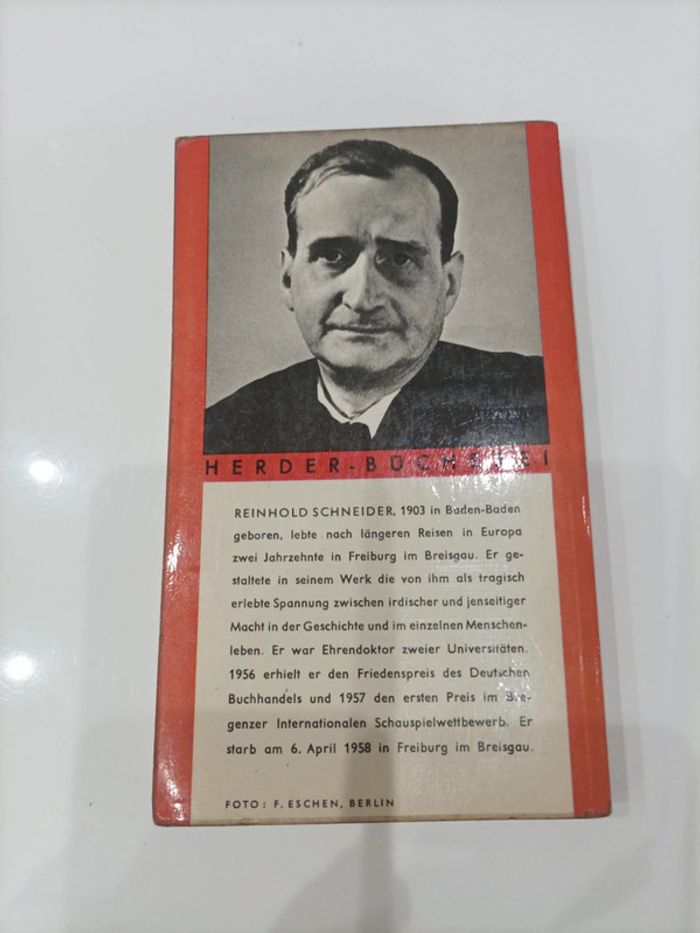 HERDER-BÜCHEREI
REINHOLD SCHNEIDER, 1903 in Baden-Baden
geboren, lebte nach längeren Reisen in Europa
zwei Jahrzehnte in Freiburg im Breisgau. Er ge-
staltete in seinem Werk die von ihm als tragisch
erlebte Spannung zwischen irdischer und jenseitiger
Macht in der Geschichte und im einzelnen Menschen-
leben. Er war Ehrendoktor zweier Universitäten.
1956 erhielt er den Friedenspreis des Deutschen
Buchhandels und 1957 den ersten Preis im Bre-
genzer Internationalen Schauspielwettbewerb. Er
starb am 6. April 1958 in Freiburg im Breisgau.
FOTO: F. ESCHEN, BERLIN